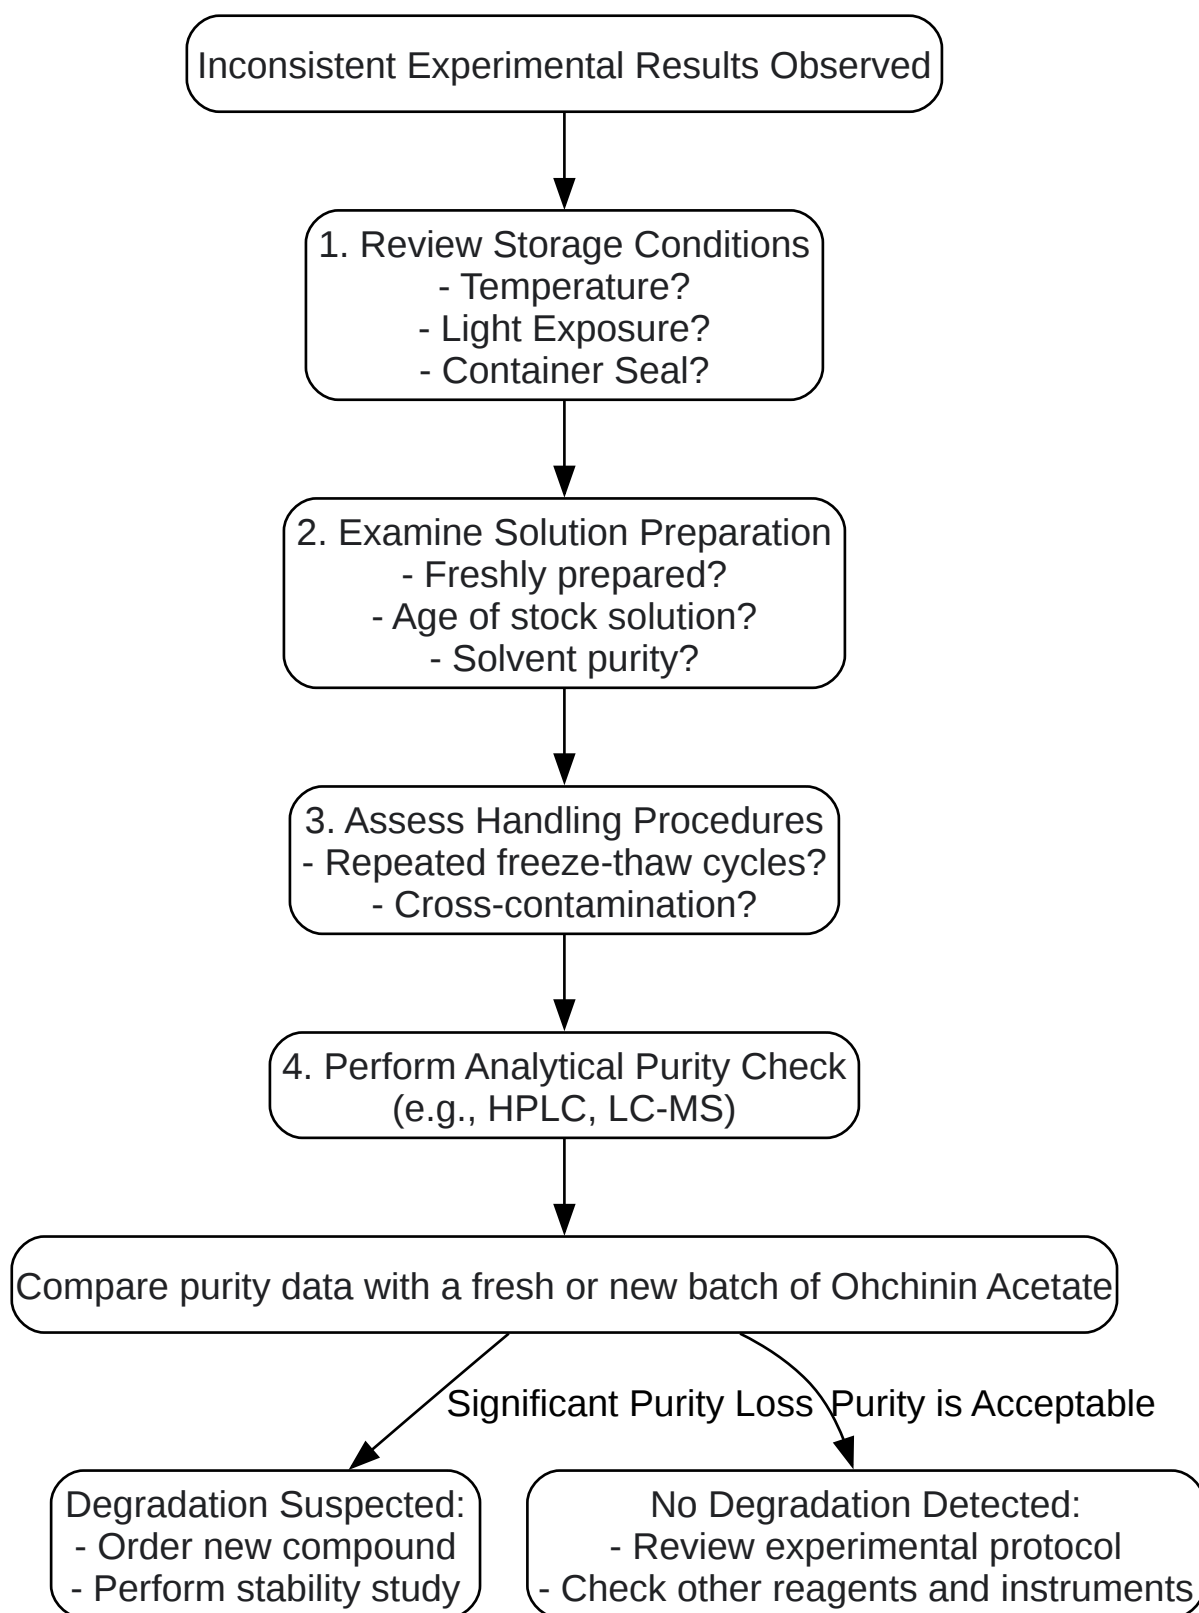 Inconsistent Experimental Results Observed
1. Review Storage Conditions
- Temperature?
- Light Exposure?
- Container Seal?
2. Examine Solution Preparation
- Freshly prepared?
- Age of stock solution?
- Solvent purity?
3. Assess Handling Procedures
- Repeated freeze-thaw cycles?
- Cross-contamination?
4. Perform Analytical Purity Check
(e.g., HPLC, LC-MS)
Compare purity data with a fresh or new batch of Ohchinin Acetate
Significant Purity Loss
Purity is Acceptable
Degradation Suspected:
- Order new compound
- Perform stability study
No Degradation Detected:
- Review experimental protocol
- Check other reagents and instruments